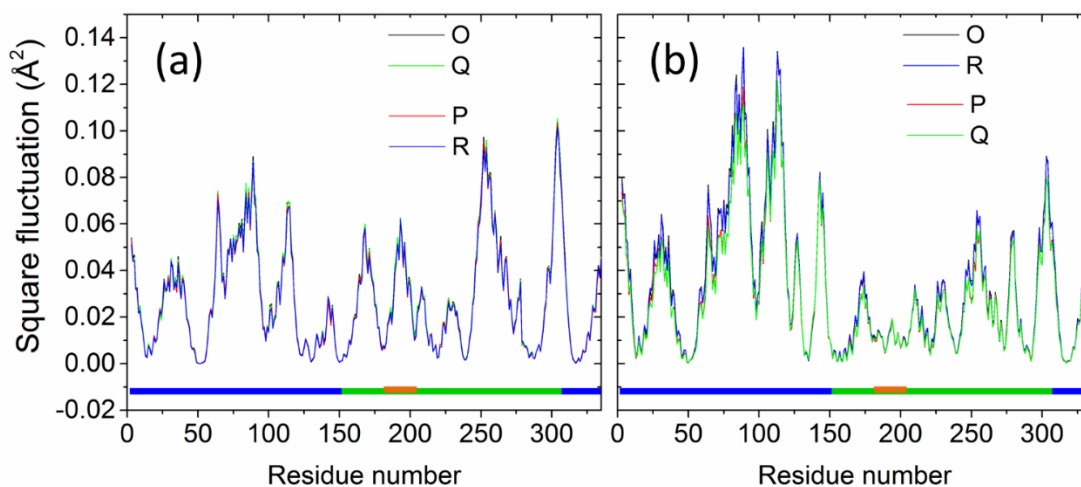 Square fluctuation (Å²)
0.14
0.12
0.10
0.08
0.06
0.04
0.02
0.00
-0.02
(a)
O
Q
P
R
0 50 100 150 200 250 300
Residue number
(b)
O
R
P
Q
0 50 100 150 200 250 300
Residue number